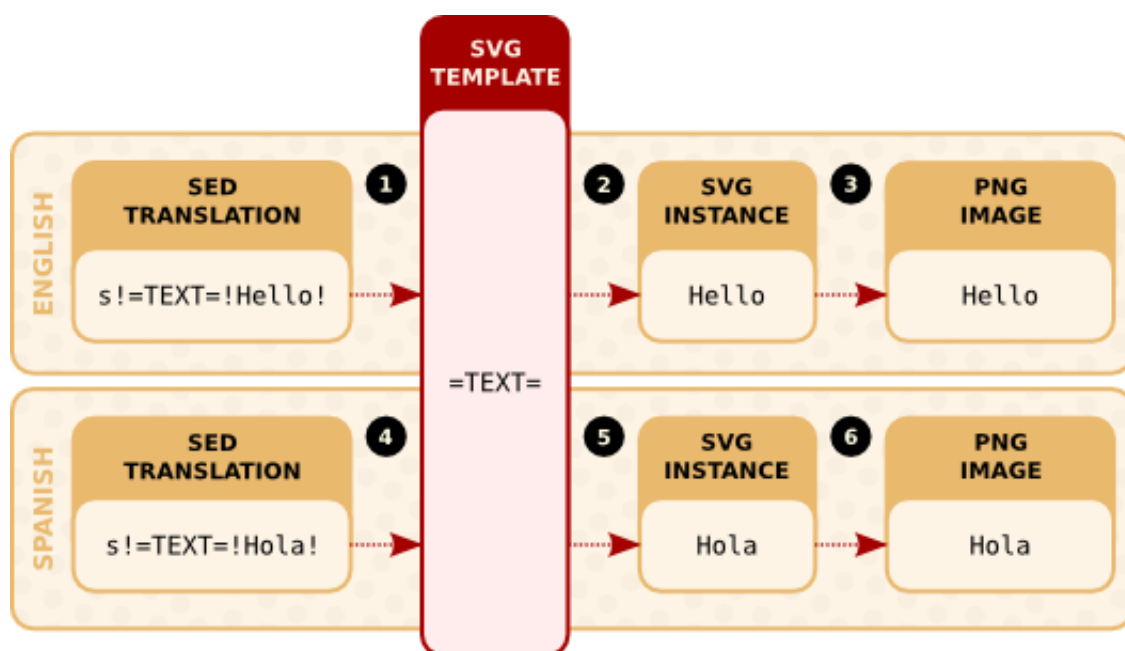 SVG
TEMPLATE
ENGLISH
SED
TRANSLATION
s!=TEXT=!Hello!
1
2
SVG
INSTANCE
Hello
3
PNG
IMAGE
Hello
=TEXT=
SPANISH
SED
TRANSLATION
s!=TEXT=!Hola!
4
5
SVG
INSTANCE
Hola
6
PNG
IMAGE
Hola